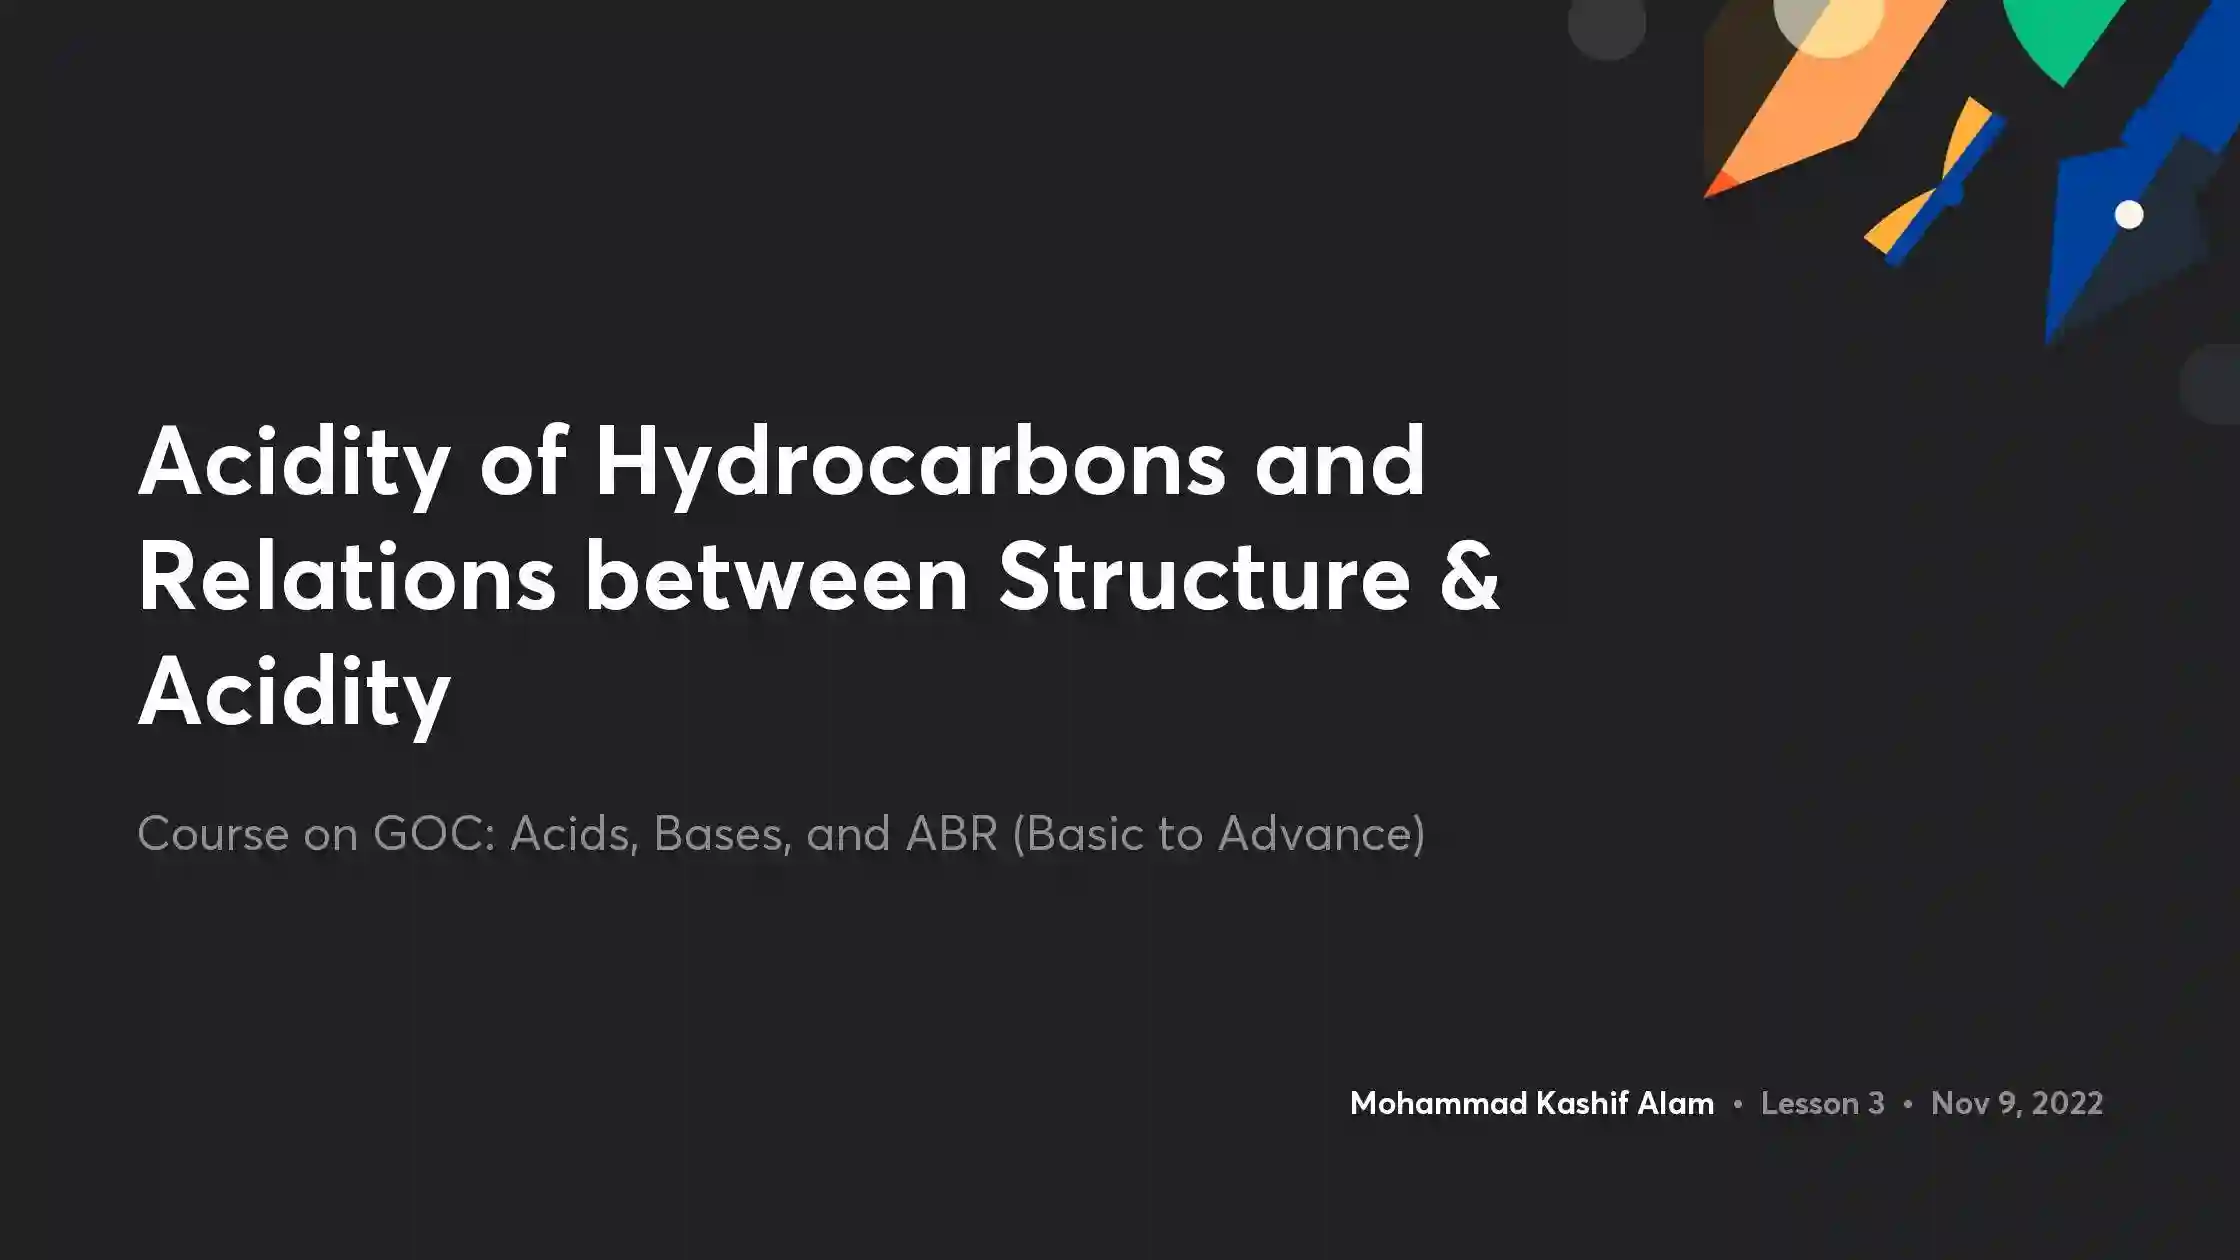 Acidity of Hydrocarbons and
Relations between Structure &
Acidity
Course on GOC: Acids, Bases, and ABR (Basic to Advance)
Mohammad Kashif Alam • Lesson 3 • Nov 9, 2022